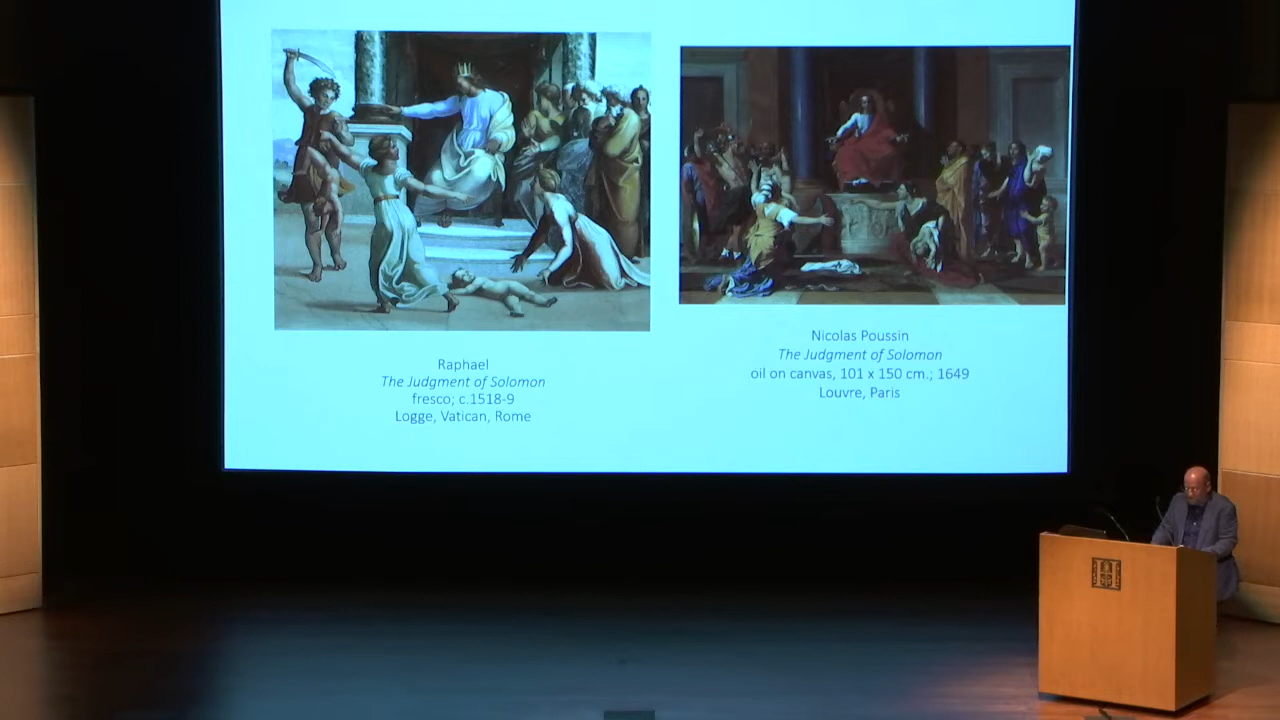 Raphael
The Judgment of Solomon
fresco; c.1518-9
Logge, Vatican, Rome
Nicolas Poussin
The Judgment of Solomon
oil on canvas, 101 x 150 cm.; 1649
Louvre, Paris